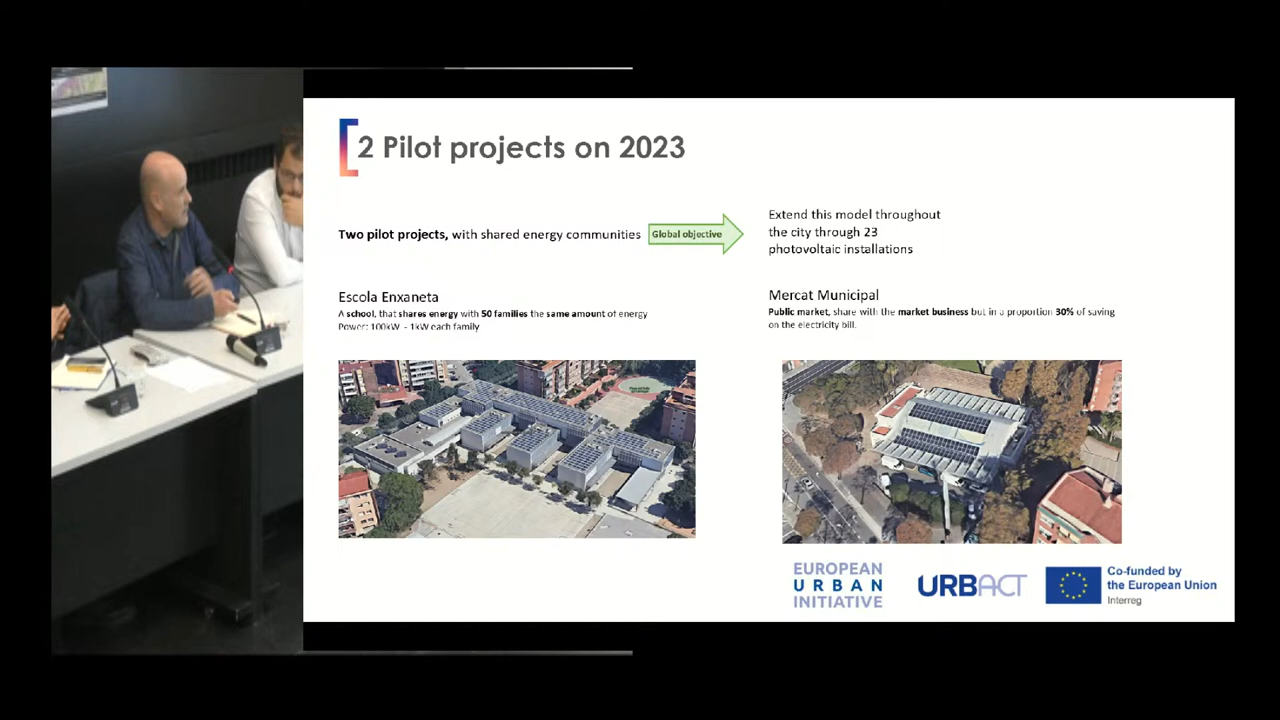 2 Pilot projects on 2023
Two pilot projects, with shared energy communities
Global objective
Extend this model throughout
the city through 23
photovoltaic installations
Escola Enxaneta
A school, that shares energy with 50 families the same amount of energy
Power: 100kW - 1kW each family
Mercat Municipal
Public market, share with the market business but in a proportion 30% of saving
on the electricity bill.
EUROPEAN
URBAN
INITIATIVE
URBACT
Co-funded by
the European Union
Interreg